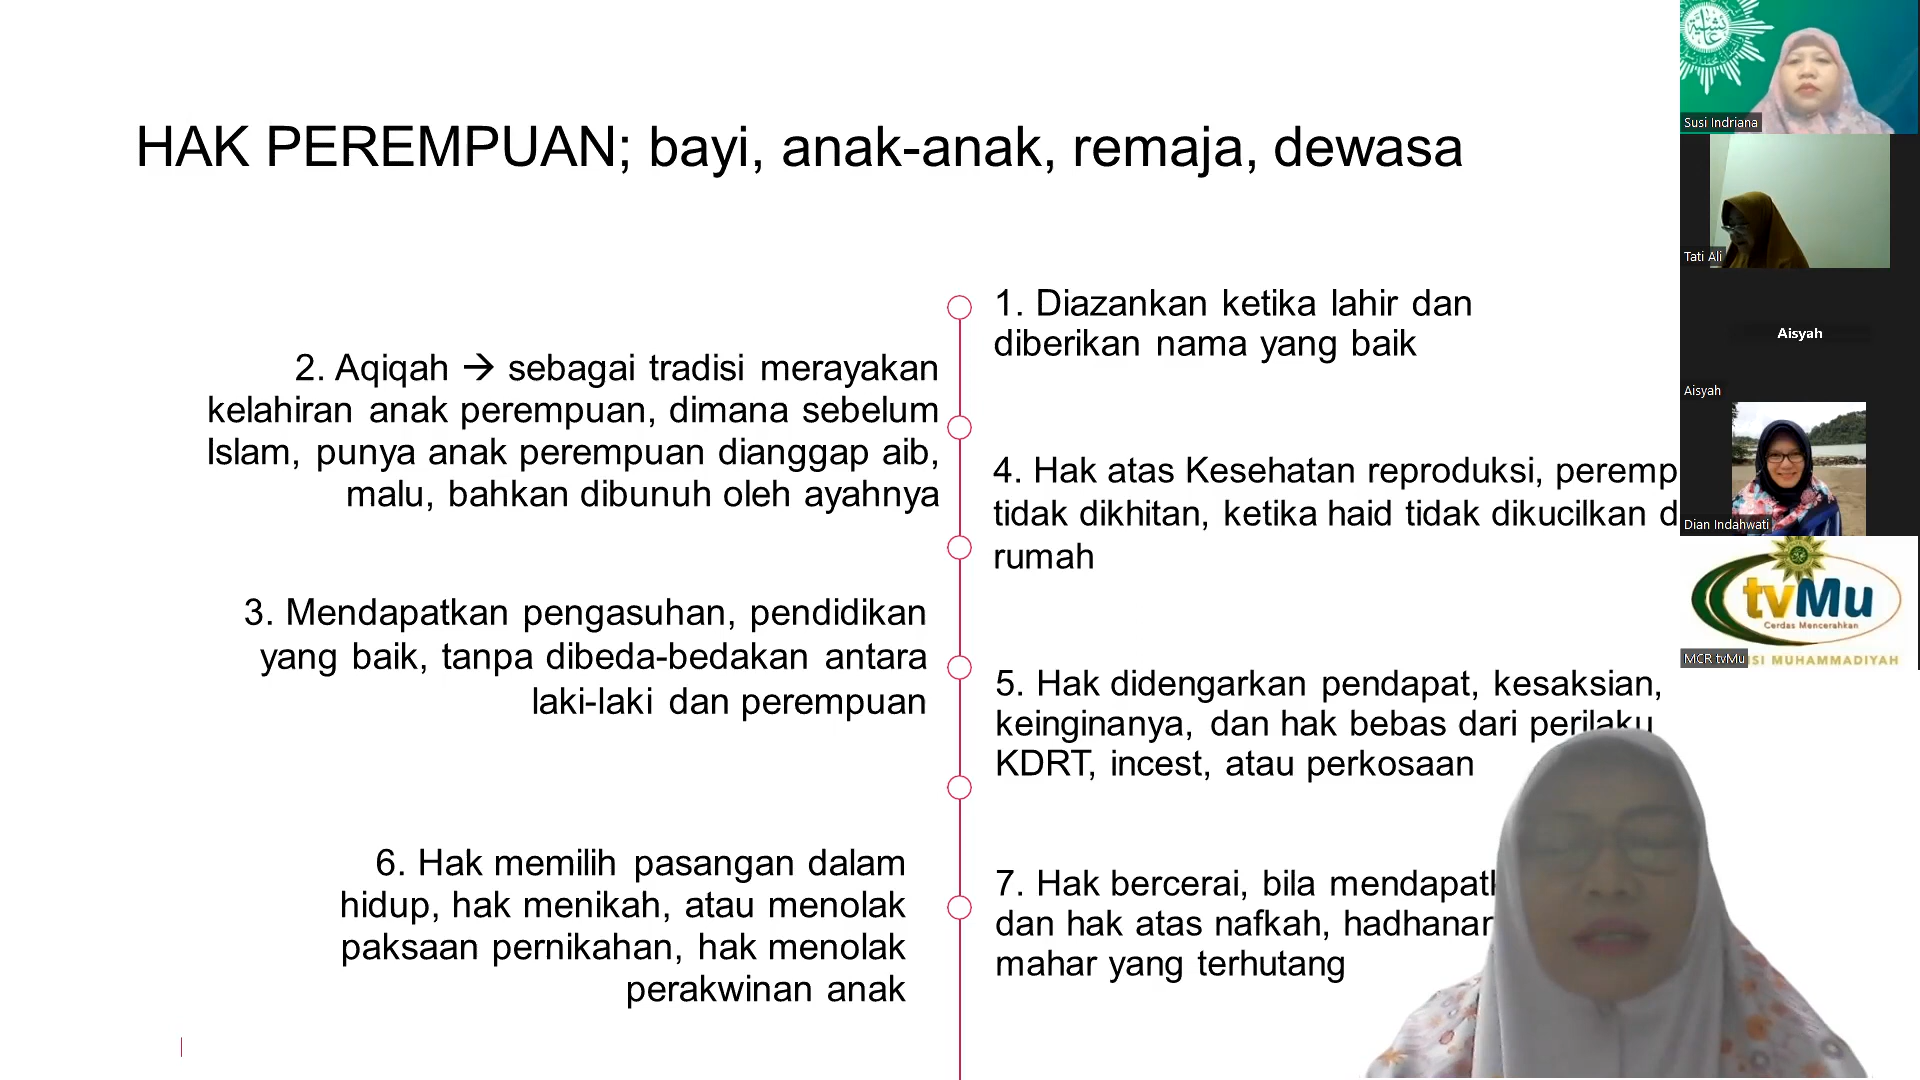 HAK PEREMPUAN; bayi, anak-anak, remaja, dewasa
1. Diazankan ketika lahir dan
diberikan nama yang baik
2. Aqiqah → sebagai tradisi merayakan
kelahiran anak perempuan, dimana sebelum
Islam, punya anak perempuan dianggap aib,
malu, bahkan dibunuh oleh ayahnya
3. Mendapatkan pengasuhan, pendidikan
yang baik, tanpa dibeda-bedakan antara
laki-laki dan perempuan
4. Hak atas Kesehatan reproduksi, peremp
tidak dikhitan, ketika haid tidak dikucilkan d
rumah
5. Hak didengarkan pendapat, kesaksian,
keinginanya, dan hak bebas dari perilaku
KDRT, incest, atau perkosaan
6. Hak memilih pasangan dalam
hidup, hak menikah, atau menolak
paksaan pernikahan, hak menolak
perakwinan anak
7. Hak bercerai, bila mendapatk
dan hak atas nafkah, hadhanan
mahar yang terhutang
Susi Indriana
Tati Ali
Aisyah
Aisyah
Dian Indahwati
tvMu
Cerdas Mencerahkan
MCR tvMu
SI MUHAMMADIYAH